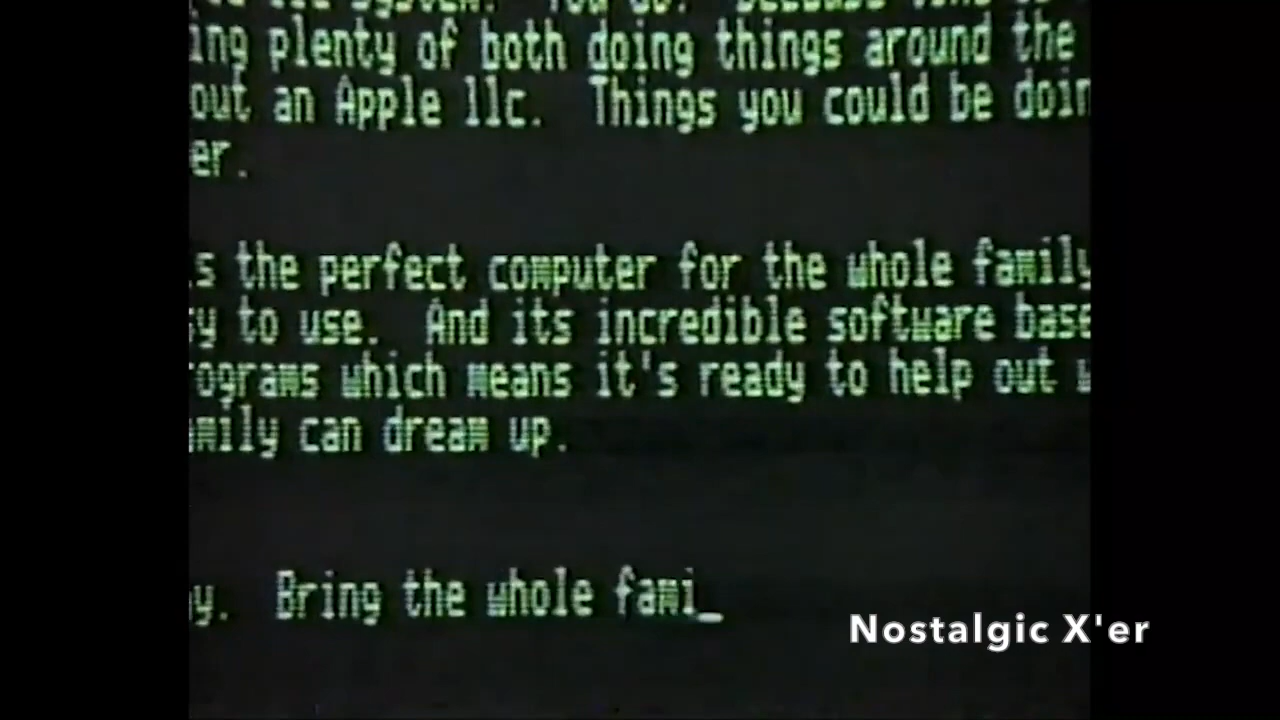 ing plenty of both doing things around the
out an Apple llc.  Things you could be doin
er.
s the perfect computer for the whole family
y to use.  And its incredible software base
ograms which means it's ready to help out w
mily can dream up.
y.  Bring the whole fami_
Nostalgic X'er